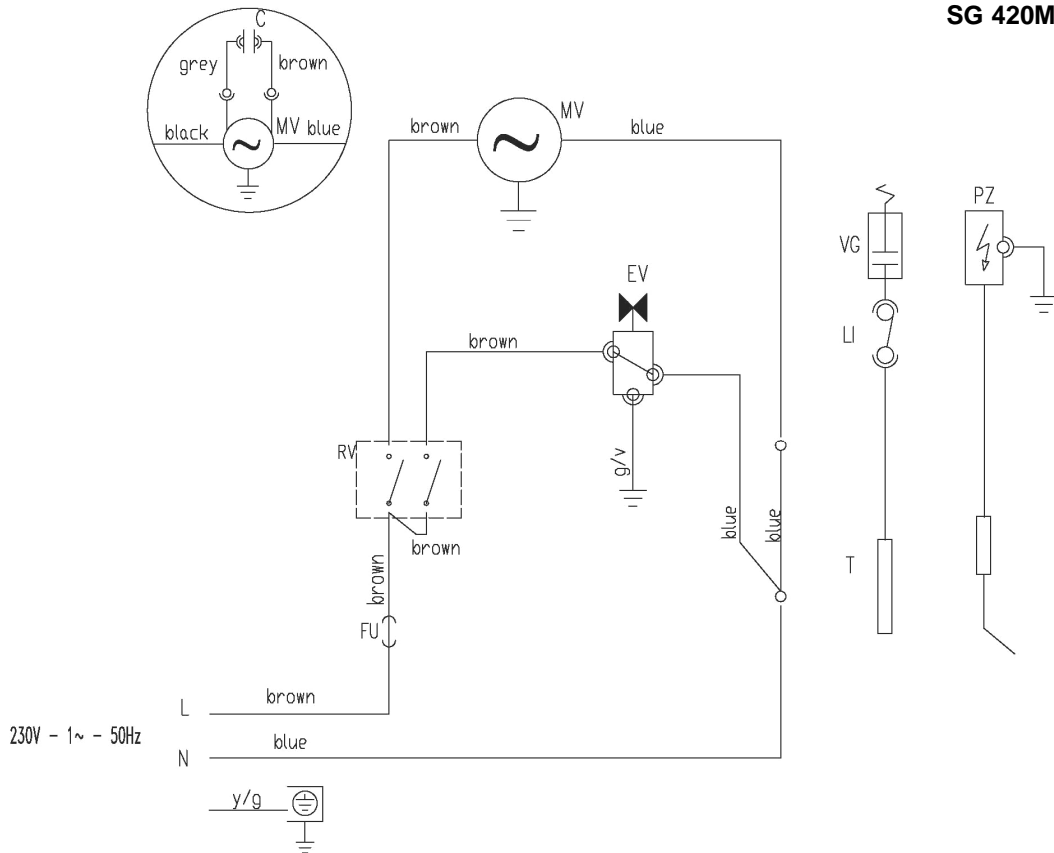 SG 420M
C
grey
brown
black
MV
blue
brown
MV
blue
PZ
VG
EV
LI
brown
RV
g/v
blue
blue
brown
brown
T
FU
L
brown
230V - 1~ - 50Hz
blue
N
y/g